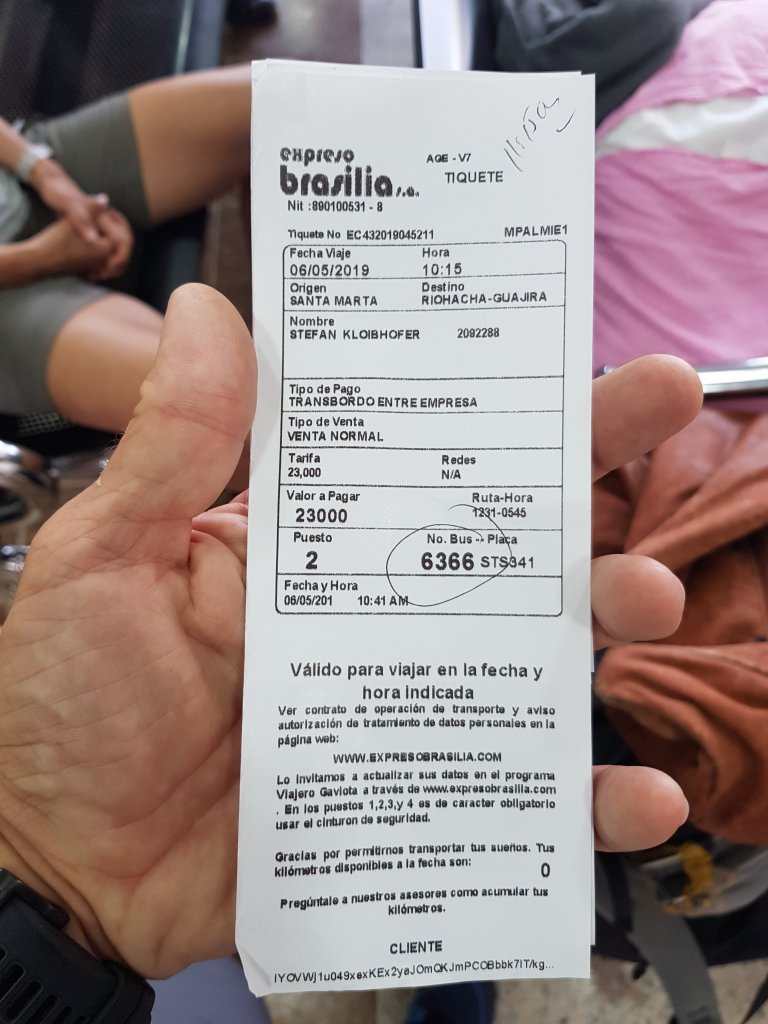 expreso
brasilia s.a.
AGE - V7
TIQUETE
Nit :890100531 - 8
Tiquete No EC432019045211 MPALMIE1
Fecha Viaje Hora
06/05/2019 10:15
Origen Destino
SANTA MARTA RIOHACHA-GUAJIRA
Nombre
STEFAN KLOIBHOFER 2092288
Tipo de Pago
TRANSBORDO ENTRE EMPRESA
Tipo de Venta
VENTA NORMAL
Tarifa Redes
23,000 N/A
Valor a Pagar Ruta-Hora
23000 1231-0545
Puesto No. Bus -- Placa
2 6366 STS341
Fecha y Hora
06/05/201 10:41 AM
Válido para viajar en la fecha y
hora indicada
Ver contrato de operación de transporte y aviso
autorización de tratamiento de datos personales en la
página web:
WWW.EXPRESOBRASILIA.COM
Lo Invitamos a actualizar sus datos en el programa
Viajero Gaviota a través de www.expresobrasilia.com
. En los puestos 1,2,3,y 4 es de caracter obligatorio
usar el cinturon de seguridad.
Gracias por permitirnos transportar tus sueños. Tus
kilómetros disponibles a la fecha son: 0
Pregúntale a nuestros asesores como acumular tus
kilómetros.
CLIENTE